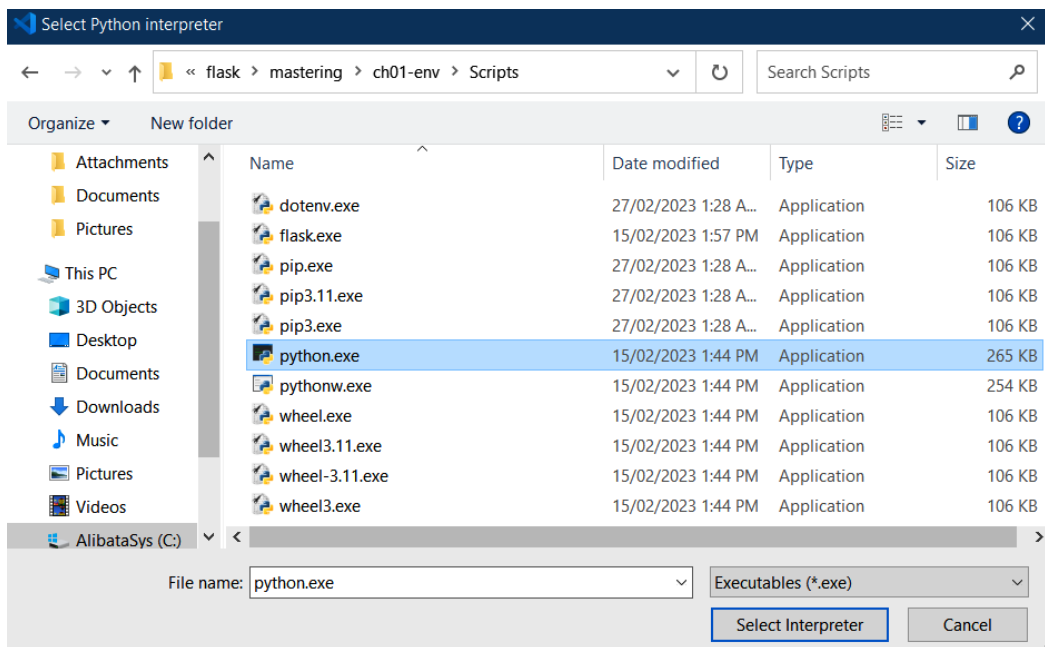 Select Python interpreter
« flask > mastering > ch01-env > Scripts
Search Scripts
Organize
New folder
Attachments
Documents
Pictures
This PC
3D Objects
Desktop
Documents
Downloads
Music
Pictures
Videos
AlibataSys (C:)
Name Date modified Type Size
dotenv.exe 27/02/2023 1:28 A... Application 106 KB
flask.exe 15/02/2023 1:57 PM Application 106 KB
pip.exe 27/02/2023 1:28 A... Application 106 KB
pip3.11.exe 27/02/2023 1:28 A... Application 106 KB
pip3.exe 27/02/2023 1:28 A... Application 106 KB
python.exe 15/02/2023 1:44 PM Application 265 KB
pythonw.exe 15/02/2023 1:44 PM Application 254 KB
wheel.exe 15/02/2023 1:44 PM Application 106 KB
wheel3.11.exe 15/02/2023 1:44 PM Application 106 KB
wheel-3.11.exe 15/02/2023 1:44 PM Application 106 KB
wheel3.exe 15/02/2023 1:44 PM Application 106 KB
File name: python.exe
Executables (*.exe)
Select Interpreter
Cancel